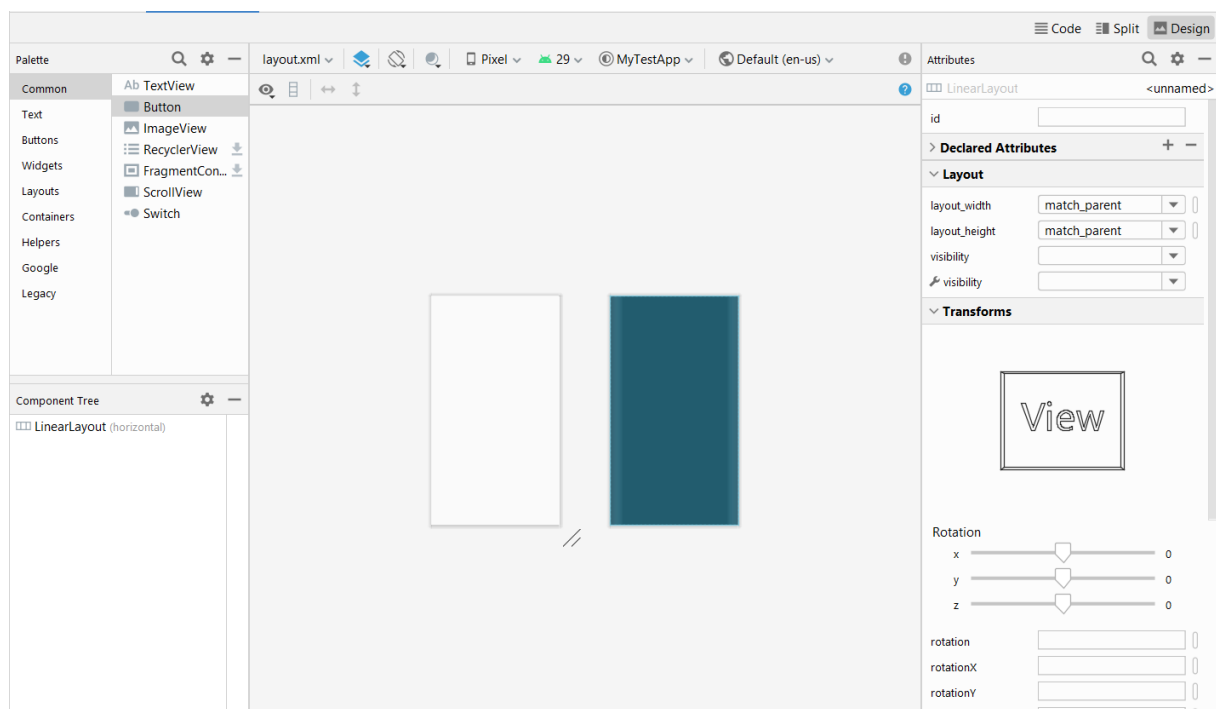 Code Split Design
Palette
layout.xml Pixel 29 MyTestApp Default (en-us)
Attributes
Common
Text
Buttons
Widgets
Layouts
Containers
Helpers
Google
Legacy
Ab TextView
Button
ImageView
RecyclerView
FragmentCon...
ScrollView
Switch
Component Tree
LinearLayout (horizontal)
LinearLayout <unnamed>
id
Declared Attributes
Layout
layout_width match_parent
layout_height match_parent
visibility
visibility
Transforms
View
Rotation
x 0
y 0
z 0
rotation
rotationX
rotationY